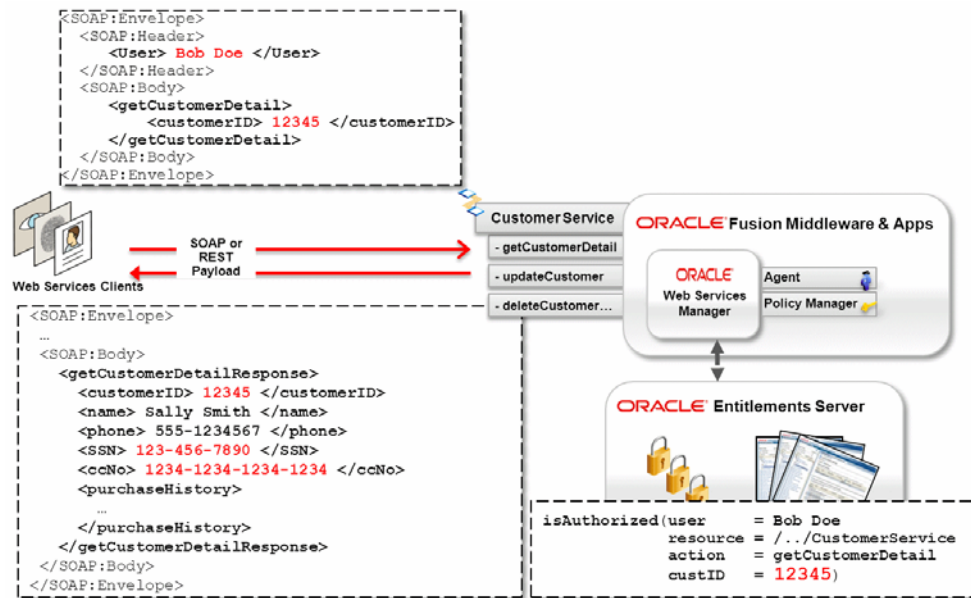 <SOAP:Envelope>
<SOAP:Header>
<User> Bob Doe </User>
</SOAP:Header>
<SOAP:Body>
<getCustomerDetail>
<customerID> 12345 </customerID>
</getCustomerDetail>
</SOAP:Body>
</SOAP:Envelope>
Web Services Clients
SOAP or
REST
Payload
Customer Service
- getCustomerDetail
- updateCustomer
- deleteCustomer...
ORACLE Fusion Middleware & Apps
ORACLE
Web Services
Manager
Agent
Policy Manager
<SOAP:Envelope>
…
<SOAP:Body>
<getCustomerDetailResponse>
<customerID> 12345 </customerID>
<name> Sally Smith </name>
<phone> 555-1234567 </phone>
<SSN> 123-456-7890 </SSN>
<ccNo> 1234-1234-1234-1234 </ccNo>
<purchaseHistory>
…
</purchaseHistory>
</getCustomerDetailResponse>
</SOAP:Body>
</SOAP:Envelope>
ORACLE Entitlements Server
isAuthorized(user = Bob Doe
resource = /../CustomerService
action = getCustomerDetail
custID = 12345)